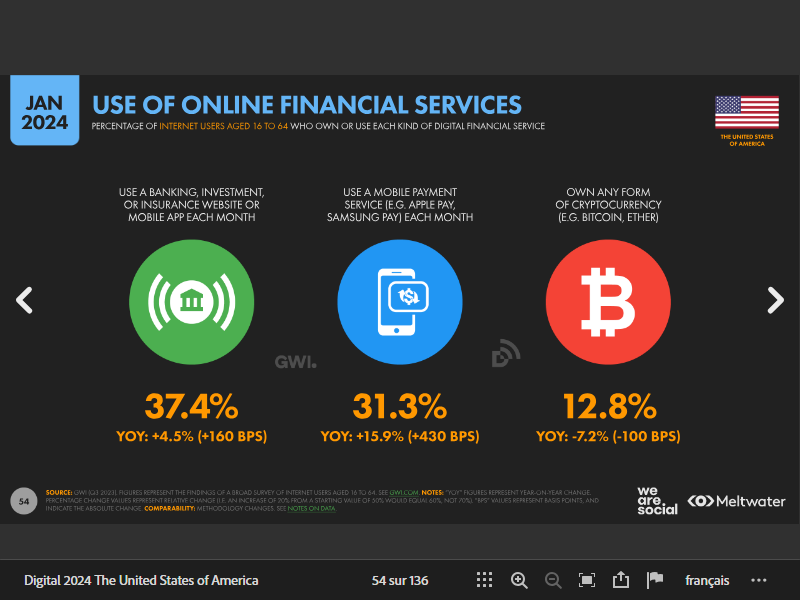 JAN
2024
USE OF ONLINE FINANCIAL SERVICES
PERCENTAGE OF INTERNET USERS AGED 16 TO 64 WHO OWN OR USE EACH KIND OF DIGITAL FINANCIAL SERVICE
THE UNITED STATES
OF AMERICA
USE A BANKING, INVESTMENT,
OR INSURANCE WEBSITE OR
MOBILE APP EACH MONTH
USE A MOBILE PAYMENT
SERVICE (E.G. APPLE PAY,
SAMSUNG PAY) EACH MONTH
OWN ANY FORM
OF CRYPTOCURRENCY
(E.G. BITCOIN, ETHER)
GWI.
37.4%
YOY: +4.5% (+160 BPS)
31.3%
YOY: +15.9% (+430 BPS)
12.8%
YOY: -7.2% (-100 BPS)
54
SOURCE: GWI (Q3 2023). FIGURES REPRESENT THE FINDINGS OF A BROAD SURVEY OF INTERNET USERS AGED 16 TO 64. SEE GWI.COM. NOTES: "YOY" FIGURES REPRESENT YEAR-ON-YEAR CHANGE.
PERCENTAGE CHANGE VALUES REPRESENT RELATIVE CHANGE (I.E. AN INCREASE OF 20% FROM A STARTING VALUE OF 50% WOULD EQUAL 60%, NOT 70%). "BPS" VALUES REPRESENT BASIS POINTS, AND
INDICATE THE ABSOLUTE CHANGE. COMPARABILITY: METHODOLOGY CHANGES. SEE NOTES ON DATA.
we
are.
social
Meltwater
Digital 2024 The United States of America
54 sur 136
français